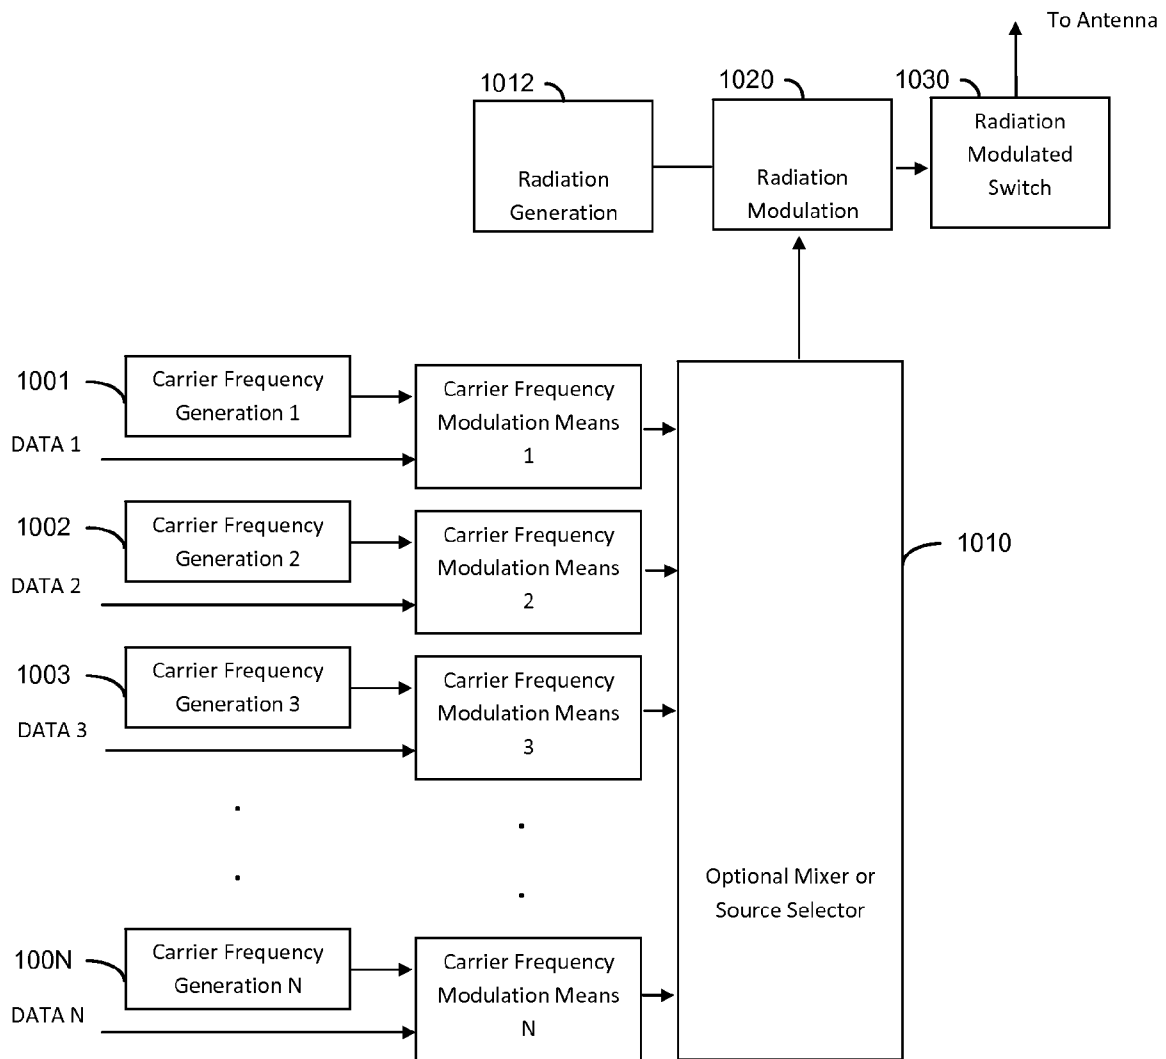 To Antenna
1012
1020
1030
Radiation
Generation
Radiation
Modulation
Radiation
Modulated
Switch
1001
Carrier Frequency
Generation 1
DATA 1
Carrier Frequency
Modulation Means
1
1002
Carrier Frequency
Generation 2
DATA 2
Carrier Frequency
Modulation Means
2
1010
1003
Carrier Frequency
Generation 3
DATA 3
Carrier Frequency
Modulation Means
3
Optional Mixer or
Source Selector
100N
Carrier Frequency
Generation N
DATA N
Carrier Frequency
Modulation Means
N